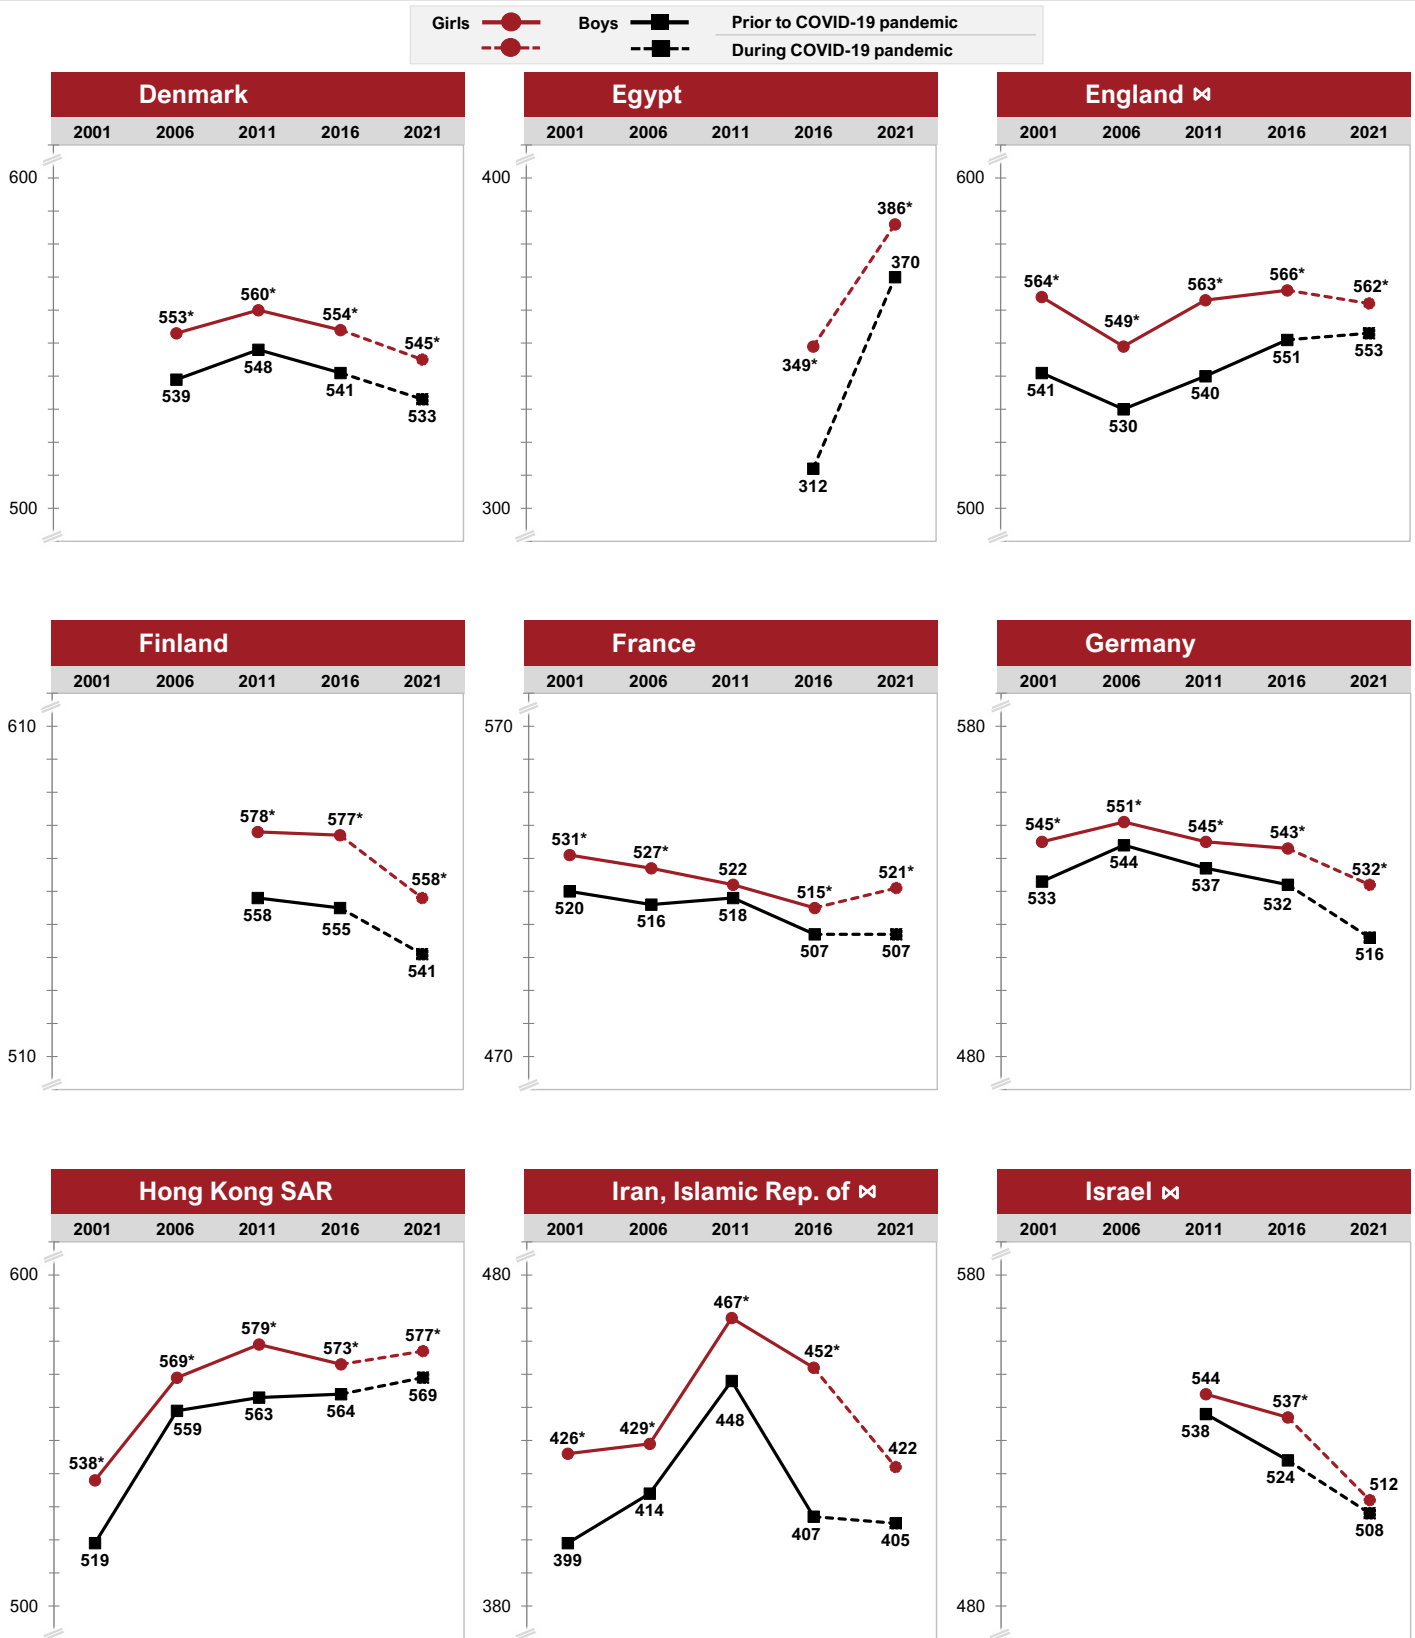 Girls Boys Prior to COVID-19 pandemic
During COVID-19 pandemic
Denmark
2001 2006 2011 2016 2021
600
553* 560* 554* 545*
539 548 541 533
500
Egypt
2001 2006 2011 2016 2021
400
386*
370
349*
312
300
England ⋈
2001 2006 2011 2016 2021
600
564* 549* 563* 566* 562*
541 530 540 551 553
500
Finland
2001 2006 2011 2016 2021
610
578* 577* 558*
558 555 541
510
France
2001 2006 2011 2016 2021
570
531* 527* 522 515* 521*
520 516 518 507 507
470
Germany
2001 2006 2011 2016 2021
580
545* 551* 545* 543* 532*
533 544 537 532 516
480
Hong Kong SAR
2001 2006 2011 2016 2021
600
538* 569* 579* 573* 577*
519 559 563 564 569
500
Iran, Islamic Rep. of ⋈
2001 2006 2011 2016 2021
480
426* 429* 467* 452* 422
399 414 448 407 405
380
Israel ⋈
2001 2006 2011 2016 2021
580
544 537* 512
538 524 508
480